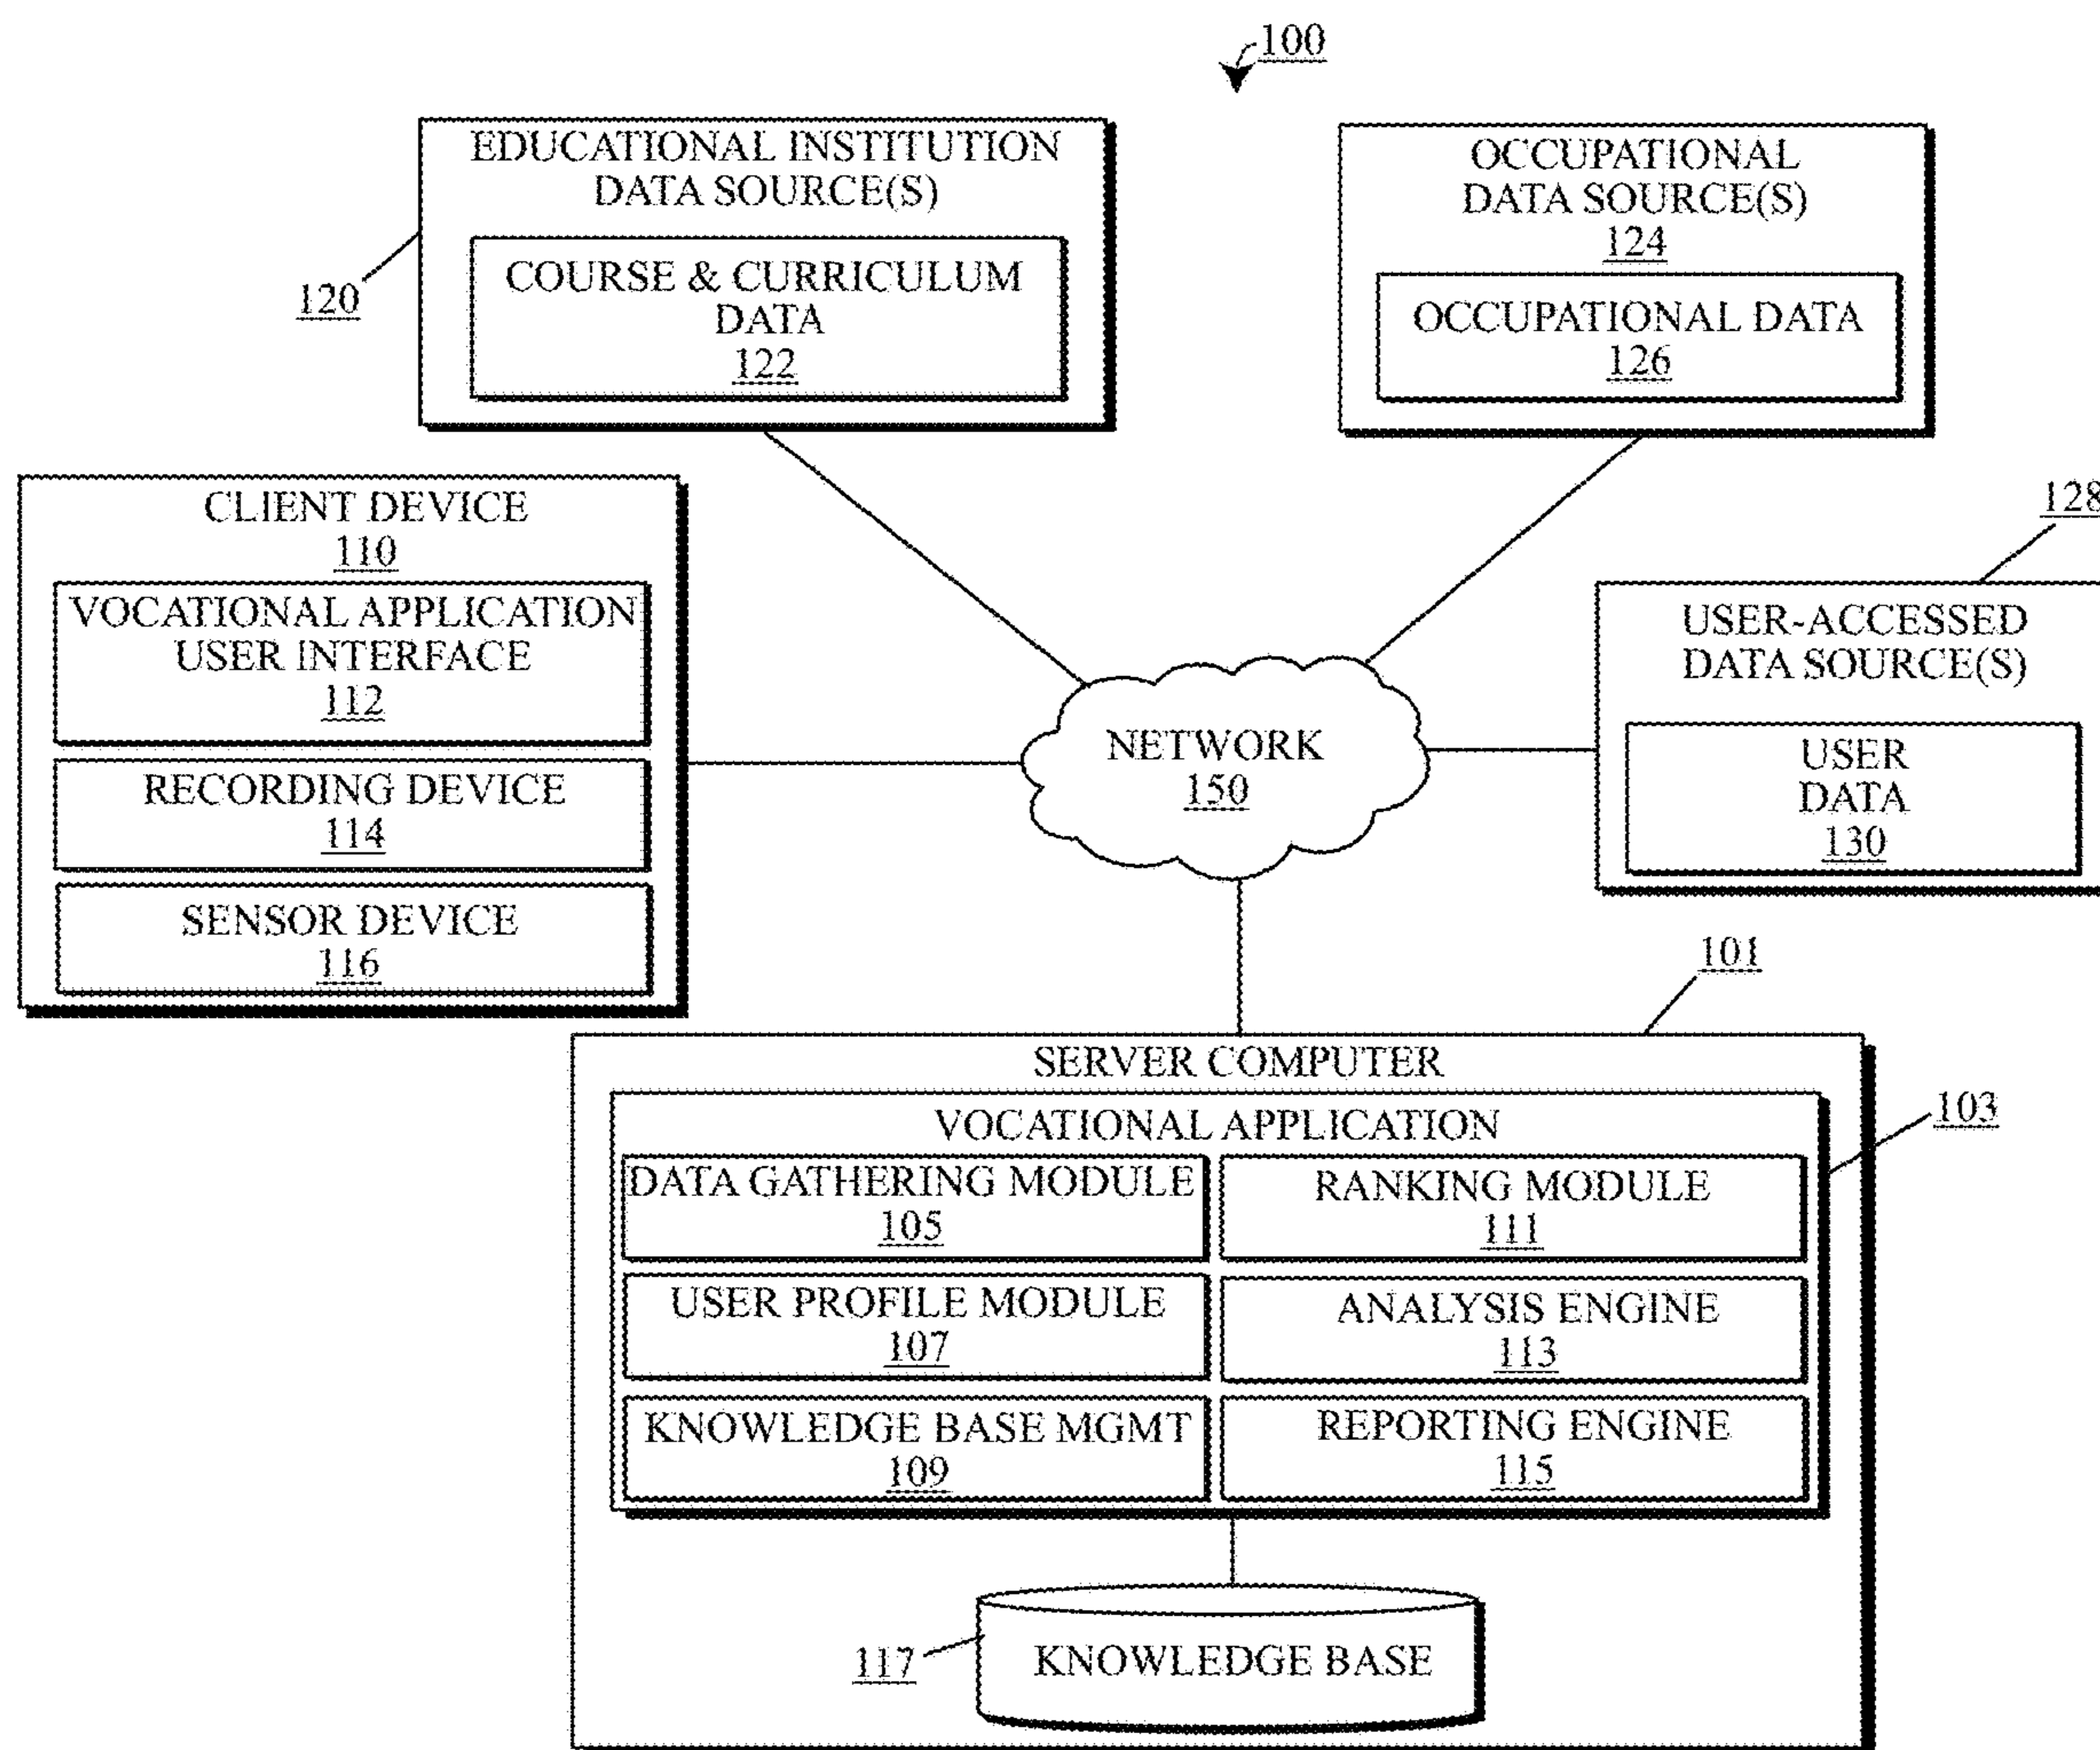 100
EDUCATIONAL INSTITUTION
DATA SOURCE(S)
COURSE & CURRICULUM
DATA
122
120
OCCUPATIONAL
DATA SOURCE(S)
124
OCCUPATIONAL DATA
126
CLIENT DEVICE
110
VOCATIONAL APPLICATION
USER INTERFACE
112
RECORDING DEVICE
114
SENSOR DEVICE
116
NETWORK
150
128
USER-ACCESSED
DATA SOURCE(S)
USER
DATA
130
101
SERVER COMPUTER
103
VOCATIONAL APPLICATION
DATA GATHERING MODULE
105
RANKING MODULE
111
USER PROFILE MODULE
107
ANALYSIS ENGINE
113
KNOWLEDGE BASE MGMT
109
REPORTING ENGINE
115
117
KNOWLEDGE BASE